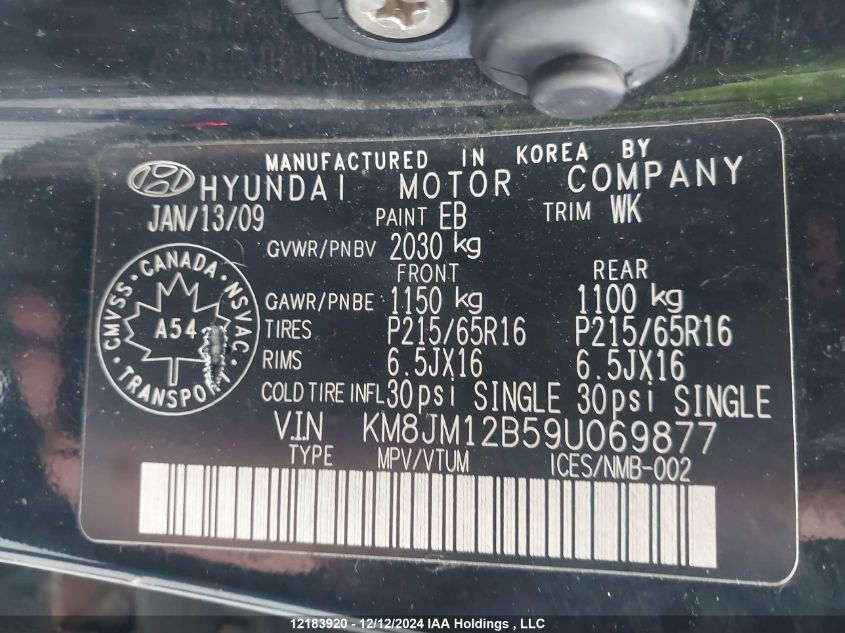 MANUFACTURED IN KOREA BY
HYUNDAI MOTOR COMPANY
JAN/13/09 PAINT EB TRIM WK
GVWR/PNBV 2030 kg
FRONT REAR
GAWR/PNBE 1150 kg 1100 kg
TIRES P215/65R16 P215/65R16
RIMS 6.5JX16 6.5JX16
COLD TIRE INFL 30psi SINGLE 30psi SINGLE
V.I.N KM8JM12B59U069877
TYPE MPV/VTUM ICES/NMB-002
CMVSS · CANADA · NSVAC · TRANSPORT
A54
12183920 - 12/12/2024 IAA Holdings , LLC